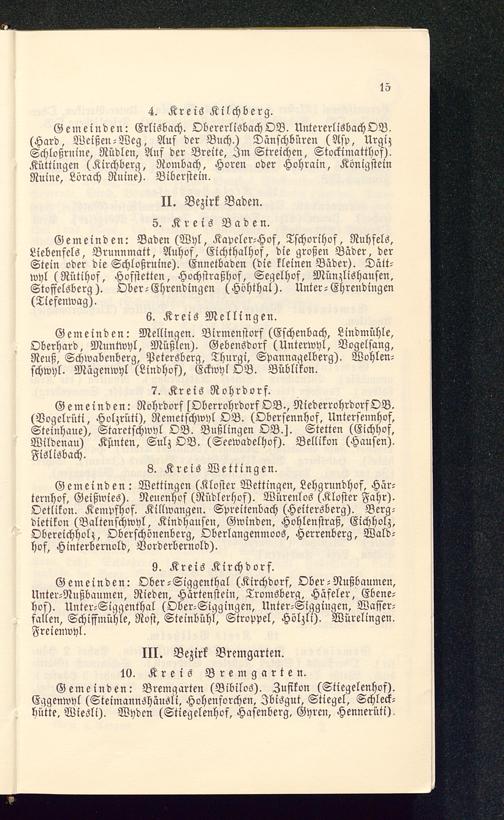 15
4. Kreis Kilchberg.
Gemeinden: Erlisbach. Obererlisbach OB. Untererlisbach OB.
(Hard, Weißen-Weg, Auf der Buch.) Dänschbüren (Asp, Urgiz
Schloßruine, Rüdlen, Auf der Breite, Im Streichen, Stockmatthof).
Küttingen (Kirchberg, Rombach, Horen oder Hohrain, Königstein
Ruine, Lörach Ruine). Biberstein.
II. Bezirk Baden.
5. Kreis Baden.
Gemeinden: Baden (Wyl, Kapeler-Hof, Tschorihof, Ruhfels,
Liebenfels, Brunnmatt, Auhof, Eichthalhof, die großen Bäder, der
Stein oder die Schloßruine). Ennetbaden (die kleinen Bäder). Dätt-
wyl (Rütihof, Hofstetten, Hochstraßhof, Segelhof, Münzlishausen,
Stoffelsberg). Ober-Ehrendingen (Höhthal). Unter-Ehrendingen
(Tiefenwag).
6. Kreis Mellingen.
Gemeinden: Mellingen. Birmenstorf (Eschenbach, Lindmühle,
Oberhard, Muntwyl, Müßlen). Gebensdorf (Unterwyl, Vogelsang,
Reuß, Schwabenberg, Petersberg, Thurgi, Spannagelberg). Wohlen-
schwyl. Mägenwyl (Lindhof), Eckwyl OB. Büblikon.
7. Kreis Rohrdorf.
Gemeinden: Rohrdorf [Oberrohrdorf OB., Niederrohrdorf OB.
(Vogelrüti, Holzrüti), Remetschwyl OB. (Obersennhof, Untersennhof,
Steinhaue), Staretschwyl OB. Bußlingen OB.]. Stetten (Eichhof,
Wildenau) Künten, Sulz OB. (Seewadelhof). Bellikon (Hausen).
Fislisbach.
8. Kreis Wettingen.
Gemeinden: Wettingen (Kloster Wettingen, Lehgrundhof, Här-
ternhof, Geißwies). Neuenhof (Rüdlerhof). Würenlos (Kloster Fahr).
Oetlikon. Kempfhof. Killwangen. Spreitenbach (Heitersberg). Berg-
dietikon (Baltenschwyl, Kindhausen, Gwinden, Hohlenstraß, Eichholz,
Obereichholz, Oberschönenberg, Oberlangenmoos, Herrenberg, Wald-
hof, Hinterbernold, Vorderbernold).
9. Kreis Kirchdorf.
Gemeinden: Ober-Siggenthal (Kirchdorf, Ober-Nußbaumen,
Unter-Nußbaumen, Rieden, Härtenstein, Tromsberg, Häfeler, Ebene-
hof). Unter-Siggenthal (Ober-Siggingen, Unter-Siggingen, Wasser-
fallen, Schiffmühle, Rost, Steinbühl, Stroppel, Hölzli). Würelingen.
Freienwyl.
III. Bezirk Bremgarten.
10. Kreis Bremgarten.
Gemeinden: Bremgarten (Bibilos). Zufikon (Stiegelenhof).
Eggenwyl (Steimannshäusli, Hohenforchen, Ibisgut, Stiegel, Schleck-
hütte, Wiesli). Wyden (Stiegelenhof, Hasenberg, Gyren, Hennerüti).